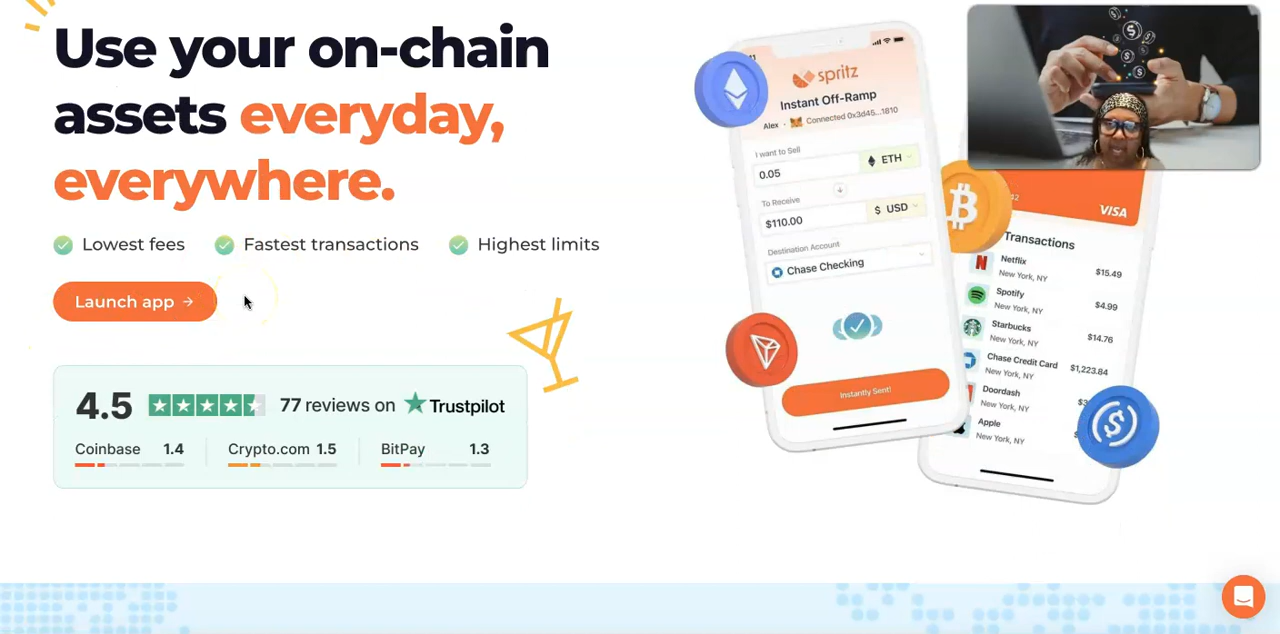 Use your on-chain
assets everyday,
everywhere.
Lowest fees
Fastest transactions
Highest limits
Launch app →
4.5
77 reviews on Trustpilot
Coinbase 1.4
Crypto.com 1.5
BitPay 1.3
spritz
Instant Off-Ramp
Alex · Connected 0x3d45...1810
I want to Sell
0.05 ETH
To Receive
$110.00 $ USD
Destination Account
Chase Checking
Instantly Sent!
VISA
Transactions
Netflix
New York, NY
$15.49
Spotify
New York, NY
$4.99
Starbucks
New York, NY
$14.76
Chase Credit Card
New York, NY
$1,223.84
Doordash
New York, NY
Apple
New York, NY